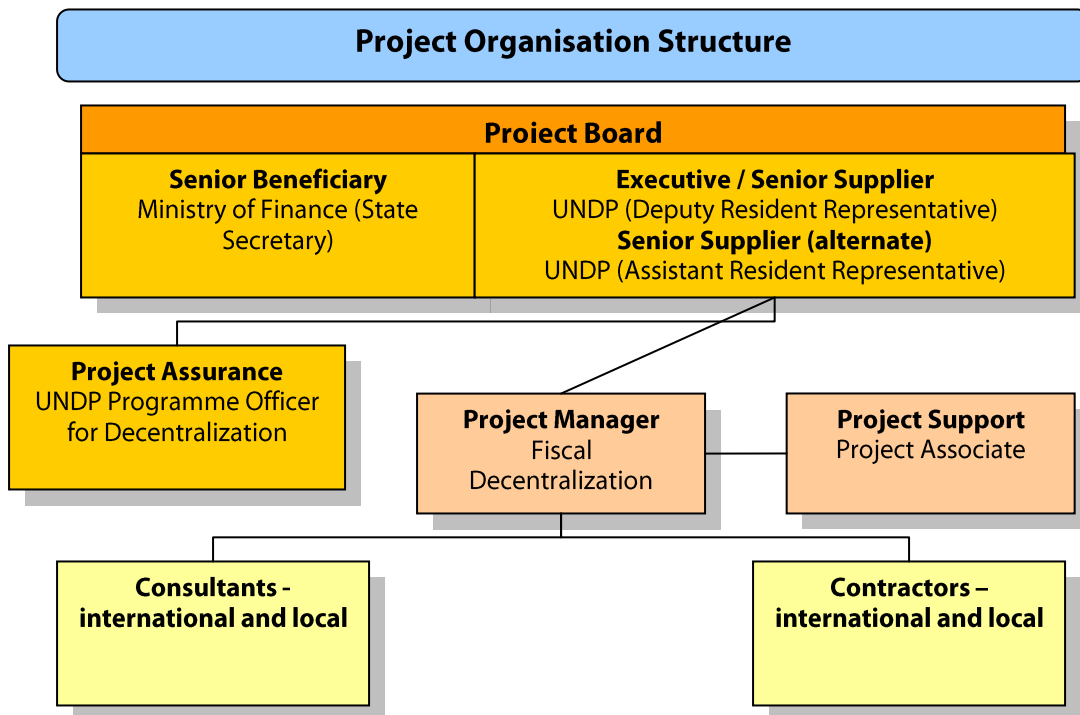 Project Organisation Structure
Project Board
Senior Beneficiary
Ministry of Finance (State
Secretary)
Executive / Senior Supplier
UNDP (Deputy Resident Representative)
Senior Supplier (alternate)
UNDP (Assistant Resident Representative)
Project Assurance
UNDP Programme Officer
for Decentralization
Project Manager
Fiscal
Decentralization
Project Support
Project Associate
Consultants -
international and local
Contractors –
international and local